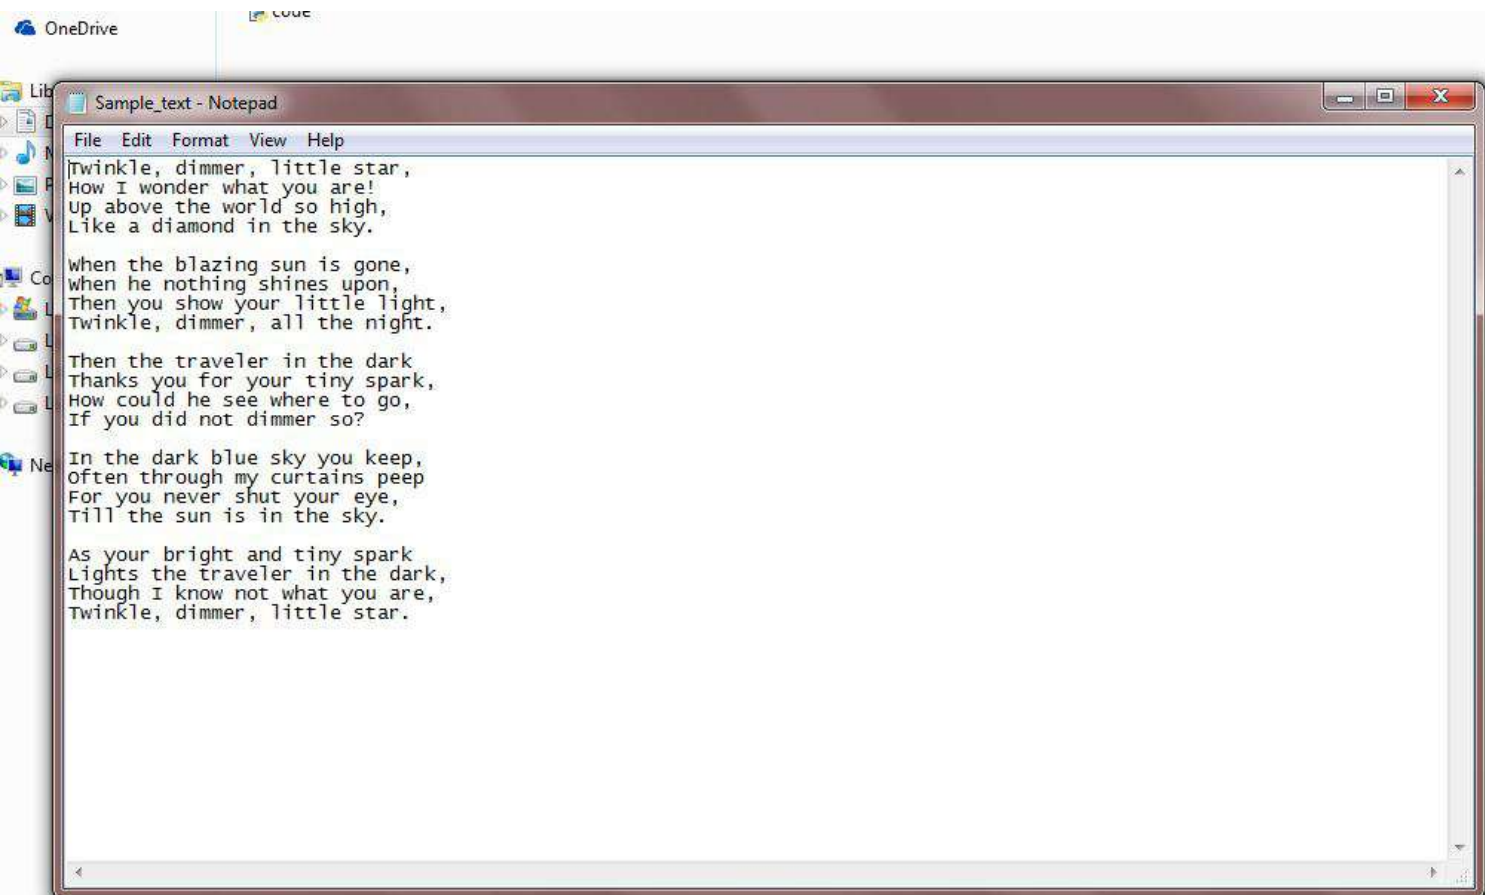 code
OneDrive
Lib
Sample_text - Notepad
File Edit Format View Help
Twinkle, dimmer, little star,
How I wonder what you are!
Up above the world so high,
Like a diamond in the sky.
When the blazing sun is gone,
When he nothing shines upon,
Then you show your little light,
Twinkle, dimmer, all the night.
Then the traveler in the dark
Thanks you for your tiny spark,
How could he see where to go,
If you did not dimmer so?
In the dark blue sky you keep,
Often through my curtains peep
For you never shut your eye,
Till the sun is in the sky.
As your bright and tiny spark
Lights the traveler in the dark,
Though I know not what you are,
Twinkle, dimmer, little star.
Co
Ne